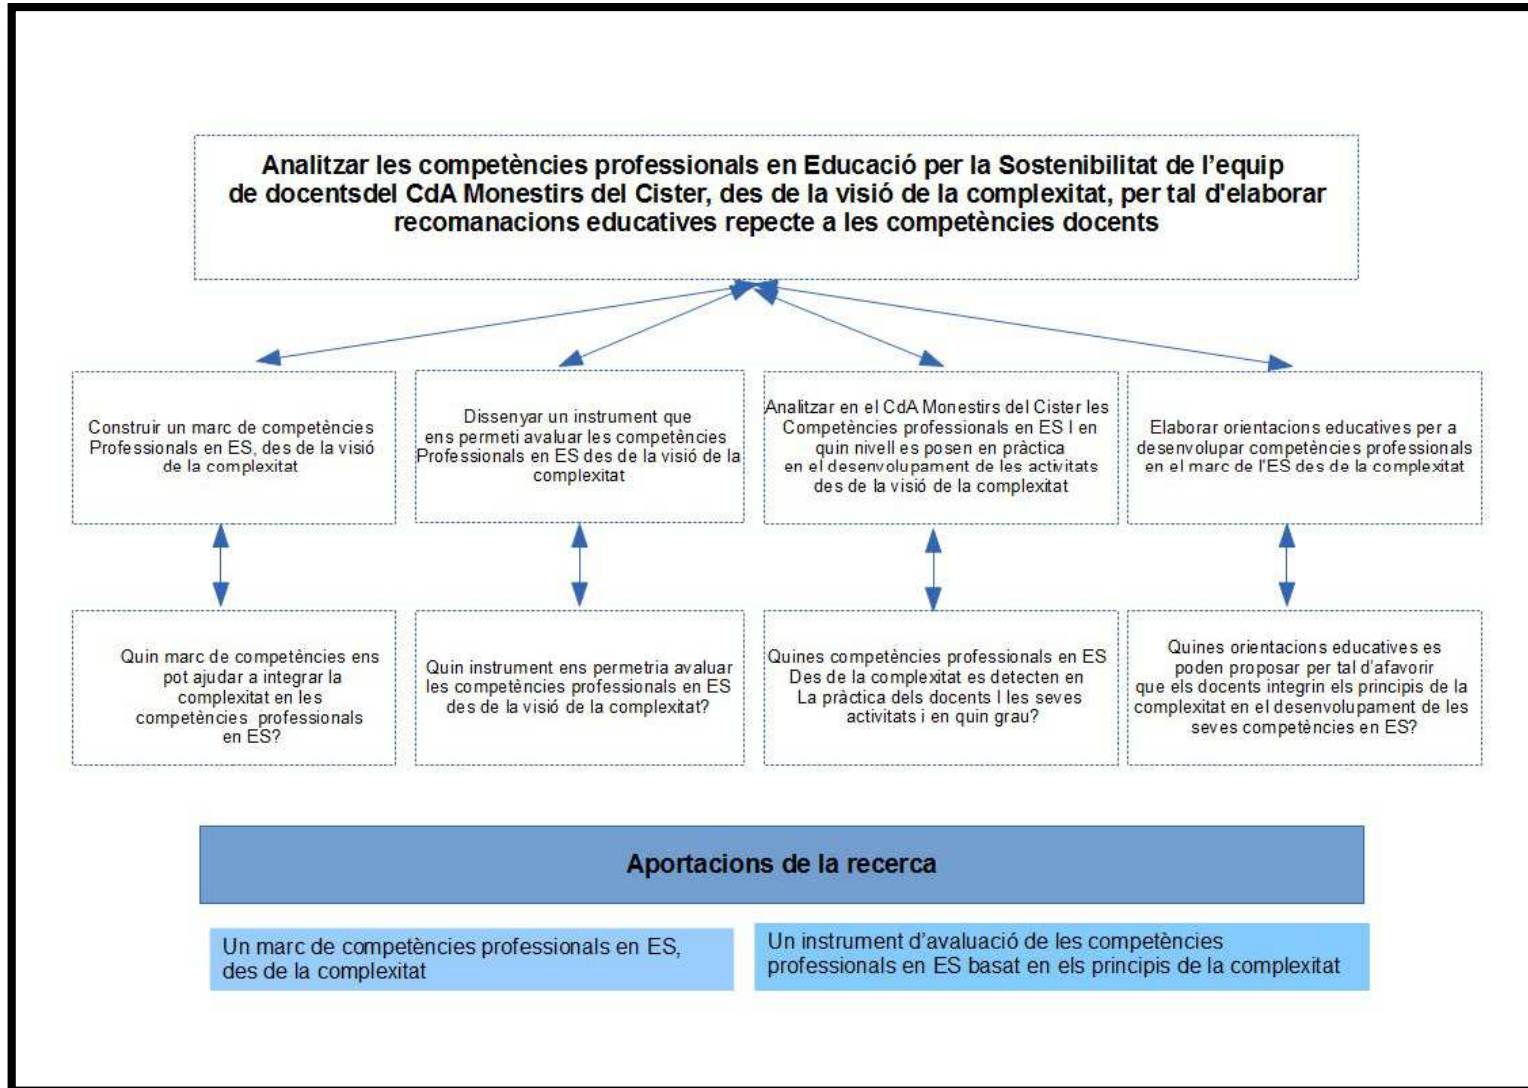 Analitzar les competències professionals en Educació per la Sostenibilitat de l'equip
de docentsdel CdA Monestirs del Cister, des de la visió de la complexitat, per tal d'elaborar
recomanacions educatives repecte a les competències docents
Construir un marc de competències
Professionals en ES, des de la visió
de la complexitat
Dissenyar un instrument que
ens permeti avaluar les competències
Professionals en ES des de la visió de la
complexitat
Analitzar en el CdA Monestirs del Cister les
Competències professionals en ES I en
quin nivell es posen en pràctica
en el desenvolupament de les activitats
des de la visió de la complexitat
Elaborar orientacions educatives per a
desenvolupar competències professionals
en el marc de l'ES des de la complexitat
Quin marc de competències ens
pot ajudar a integrar la
complexitat en les
competències professionals
en ES?
Quin instrument ens permetria avaluar
les competències professionals en ES
des de la visió de la complexitat?
Quines competències professionals en ES
Des de la complexitat es detecten en
La pràctica dels docents I les seves
activitats i en quin grau?
Quines orientacions educatives es
poden proposar per tal d'afavorir
que els docents integrin els principis de la
complexitat en el desenvolupament de les
seves competències en ES?
Aportacions de la recerca
Un marc de competències professionals en ES,
des de la complexitat
Un instrument d'avaluació de les competències
professionals en ES basat en els principis de la complexitat